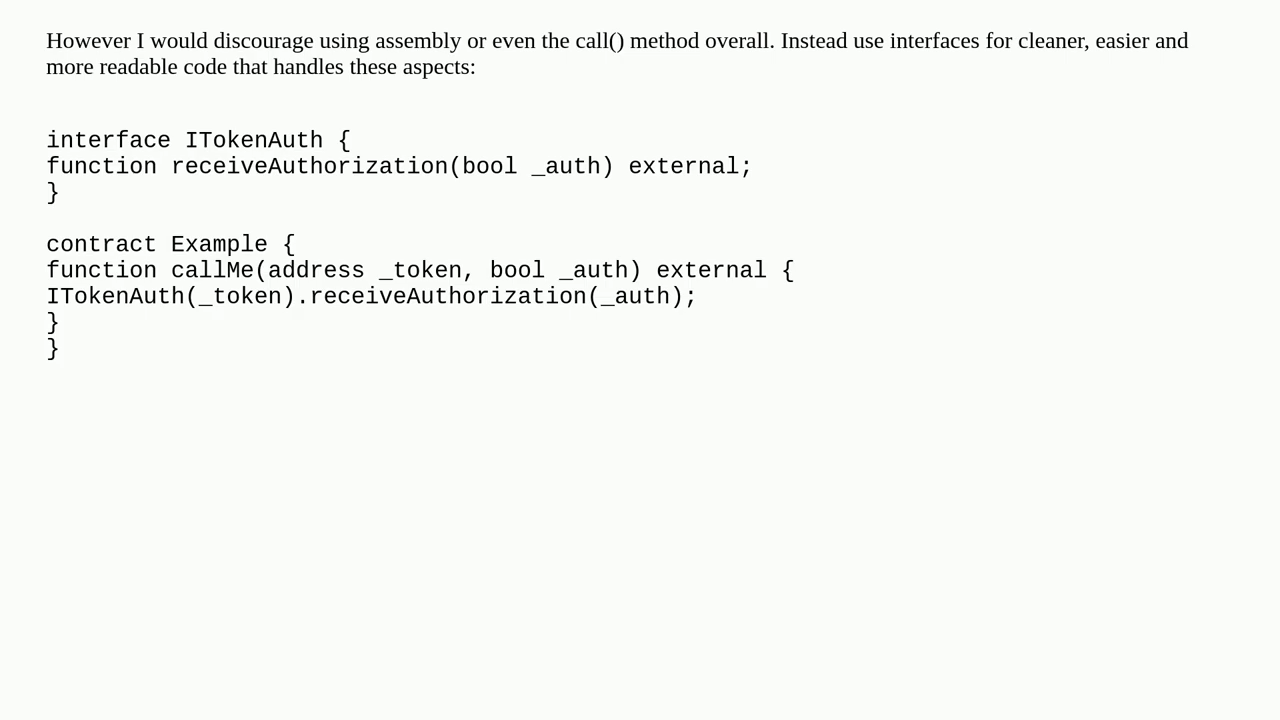 However I would discourage using assembly or even the call() method overall. Instead use interfaces for cleaner, easier and
more readable code that handles these aspects:
interface ITokenAuth {
function receiveAuthorization(bool _auth) external;
}
contract Example {
function callMe(address _token, bool _auth) external {
ITokenAuth(_token).receiveAuthorization(_auth);
}
}